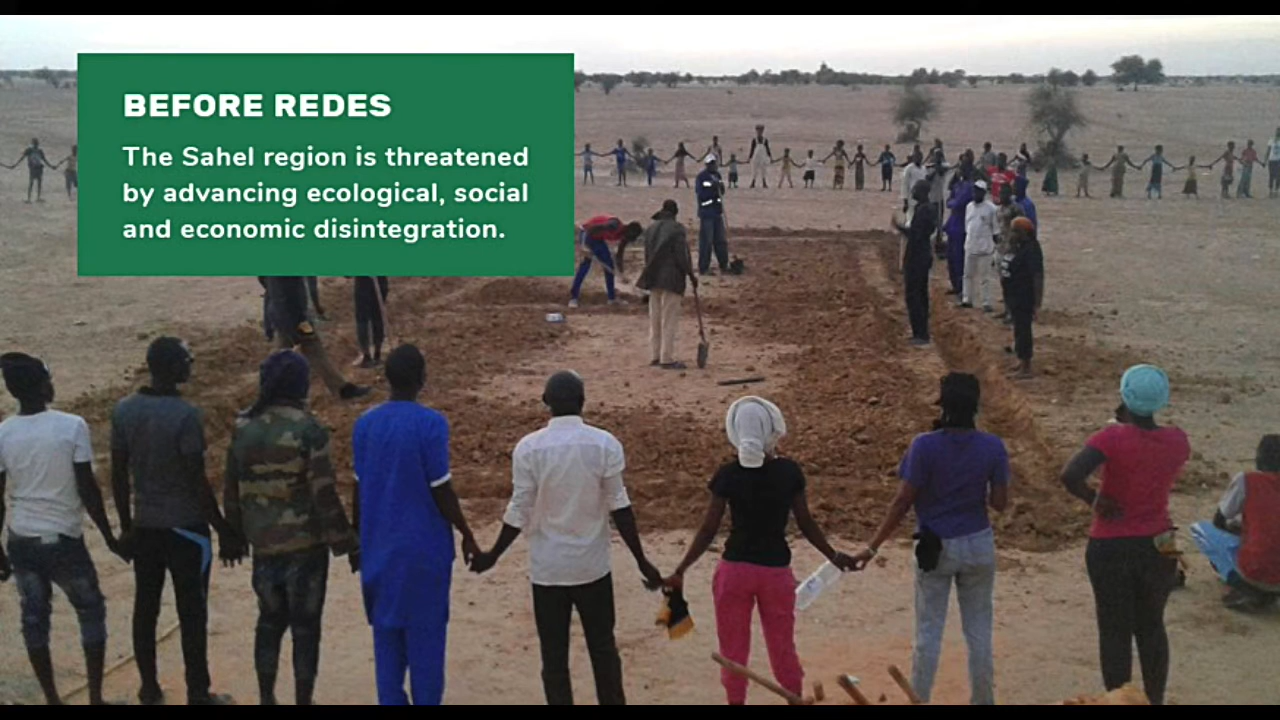 BEFORE REDES
The Sahel region is threatened
by advancing ecological, social
and economic disintegration.